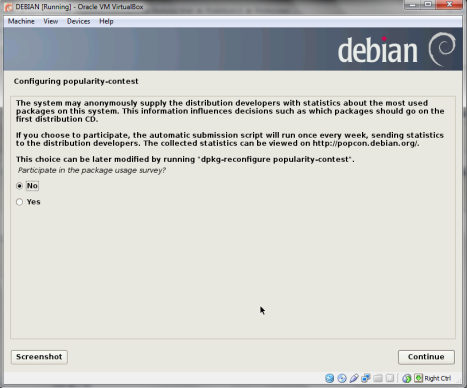 DEBIAN [Running] - Oracle VM VirtualBox
Machine View Devices Help
debian
Configuring popularity-contest
The system may anonymously supply the distribution developers with statistics about the most used
packages on this system. This information influences decisions such as which packages should go on the
first distribution CD.
If you choose to participate, the automatic submission script will run once every week, sending statistics
to the distribution developers. The collected statistics can be viewed on http://popcon.debian.org/.
This choice can be later modified by running "dpkg-reconfigure popularity-contest".
Participate in the package usage survey?
No
Yes
Screenshot
Continue
Right Ctrl